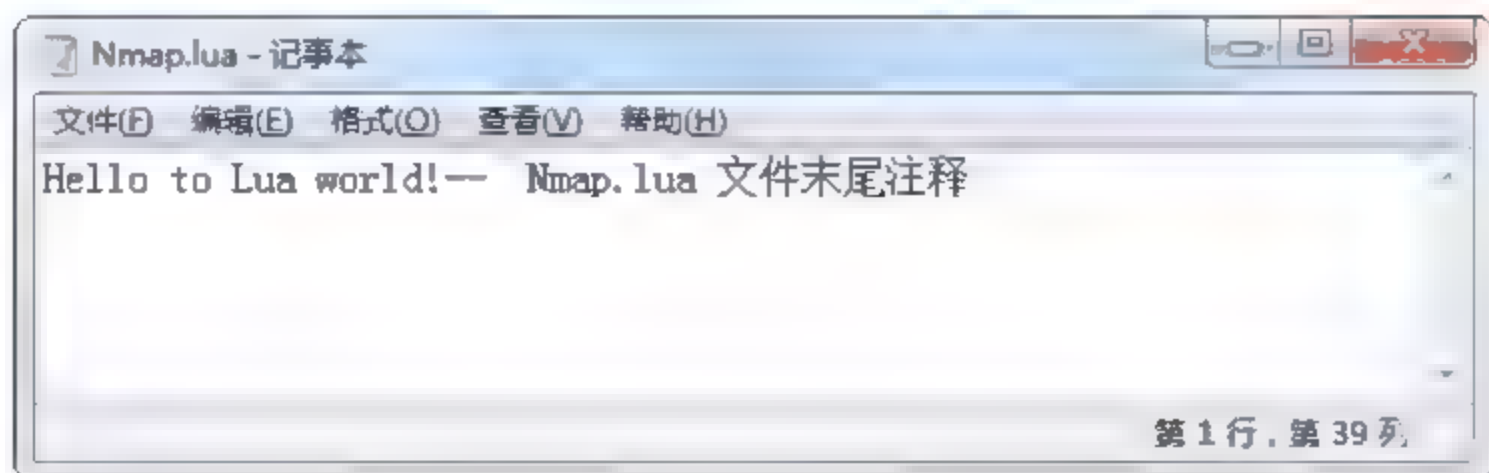 Nmap.lua - 记事本
文件(F) 编辑(E) 格式(O) 查看(V) 帮助(H)
Hello to Lua world!-- Nmap.lua 文件末尾注释
第 1 行，第 39 列